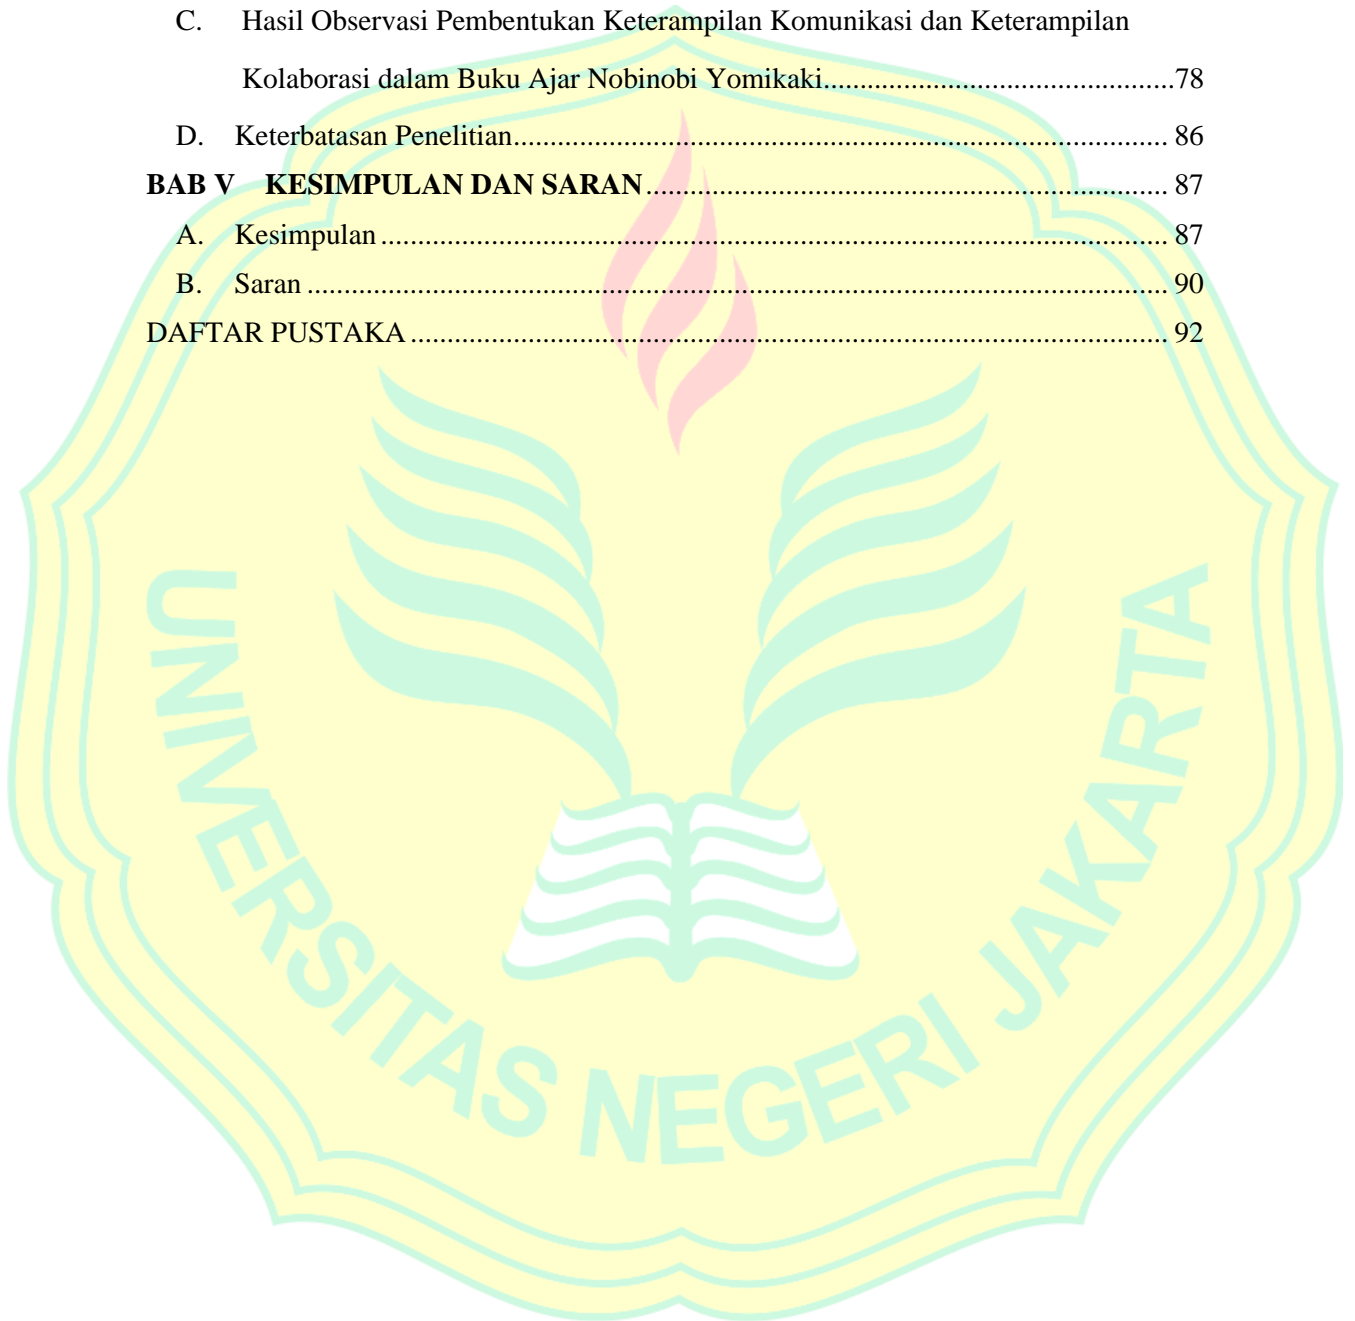 C. Hasil Observasi Pembentukan Keterampilan Komunikasi dan Keterampilan
Kolaborasi dalam Buku Ajar Nobinobi Yomikaki................................................78
D. Keterbatasan Penelitian........................................................................................ 86
BAB V KESIMPULAN DAN SARAN...................................................................... 87
A. Kesimpulan.......................................................................................................... 87
B. Saran.................................................................................................................... 90
DAFTAR PUSTAKA...................................................................................................... 92
UNIVERSITAS NEGERI JAKARTA